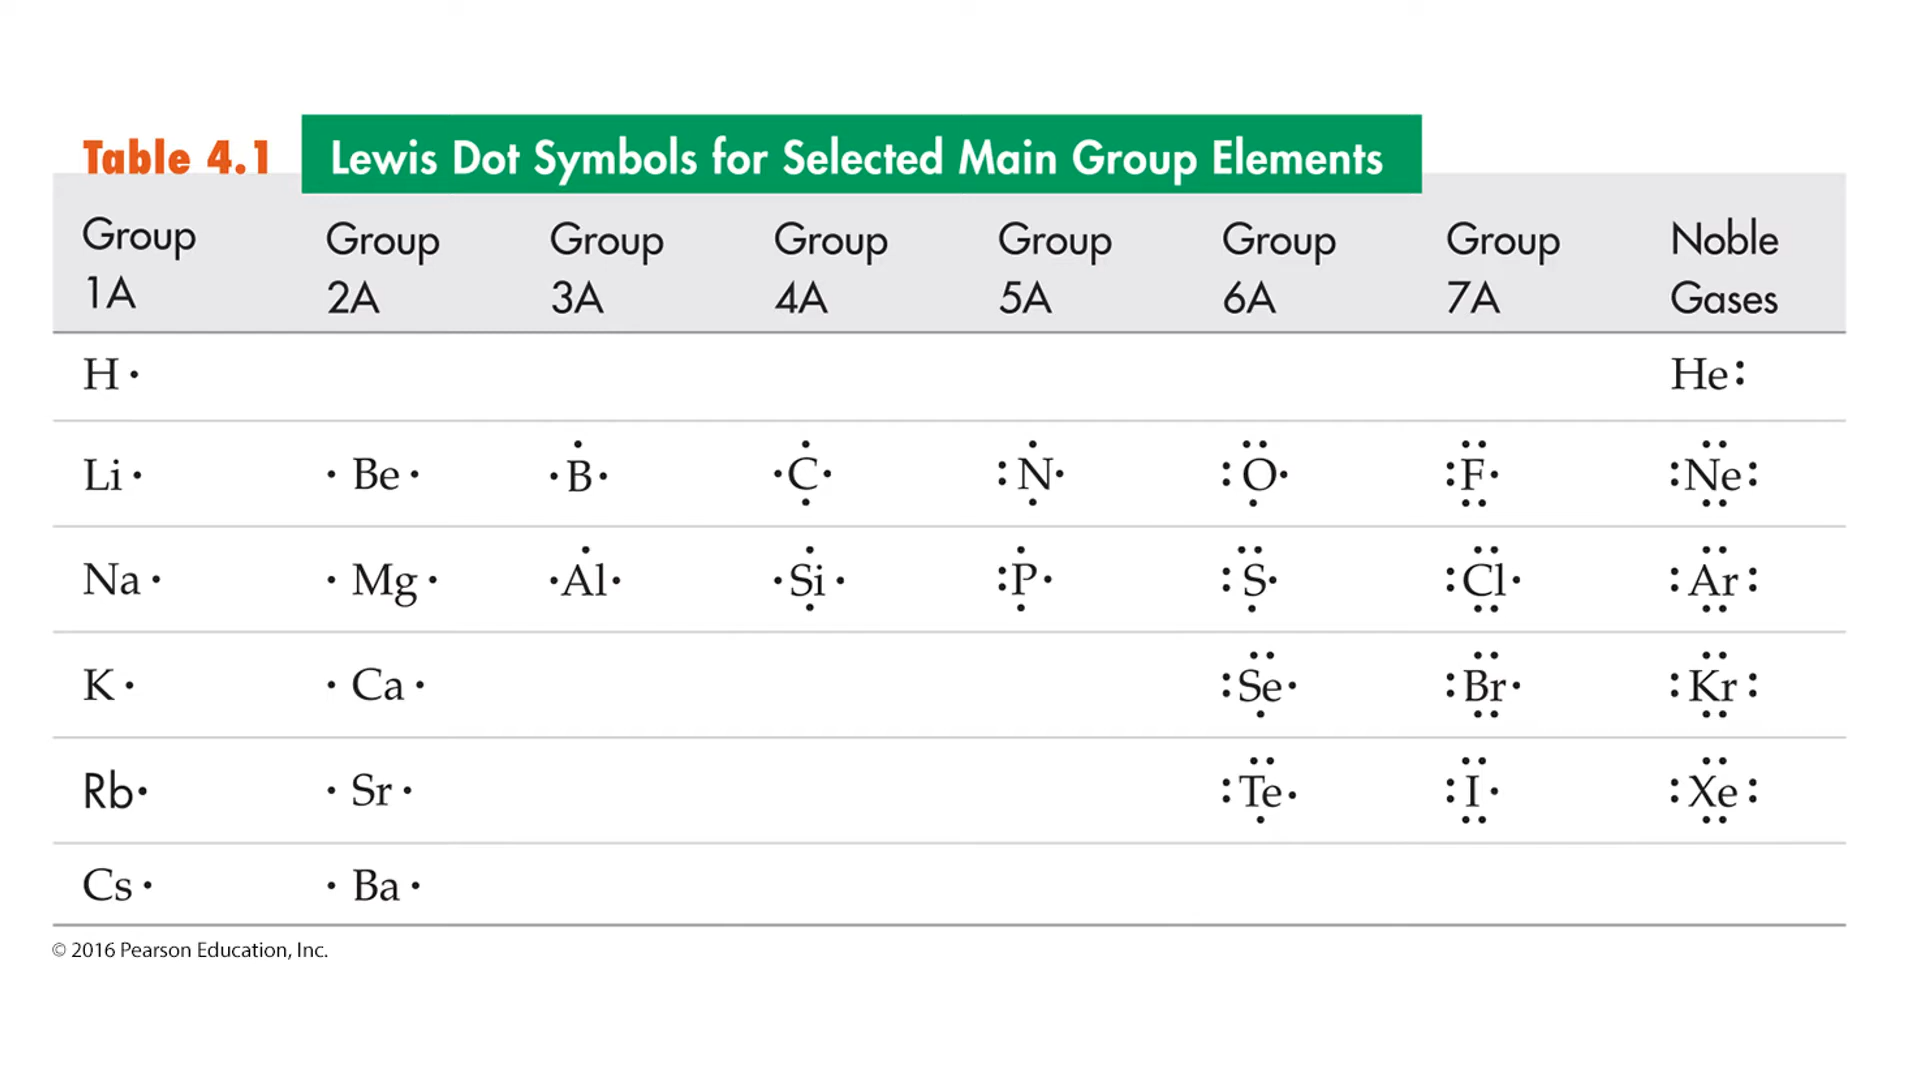 Table 4.1 Lewis Dot Symbols for Selected Main Group Elements
Group 1A Group 2A Group 3A Group 4A Group 5A Group 6A Group 7A Noble Gases
H· He:
Li· ·Be· ·B· ·C· :N· :O· :F· :Ne:
Na· ·Mg· ·Al· ·Si· :P· :S· :Cl· :Ar:
K· ·Ca· :Se· :Br· :Kr:
Rb· ·Sr· :Te· :I· :Xe:
Cs· ·Ba·
© 2016 Pearson Education, Inc.